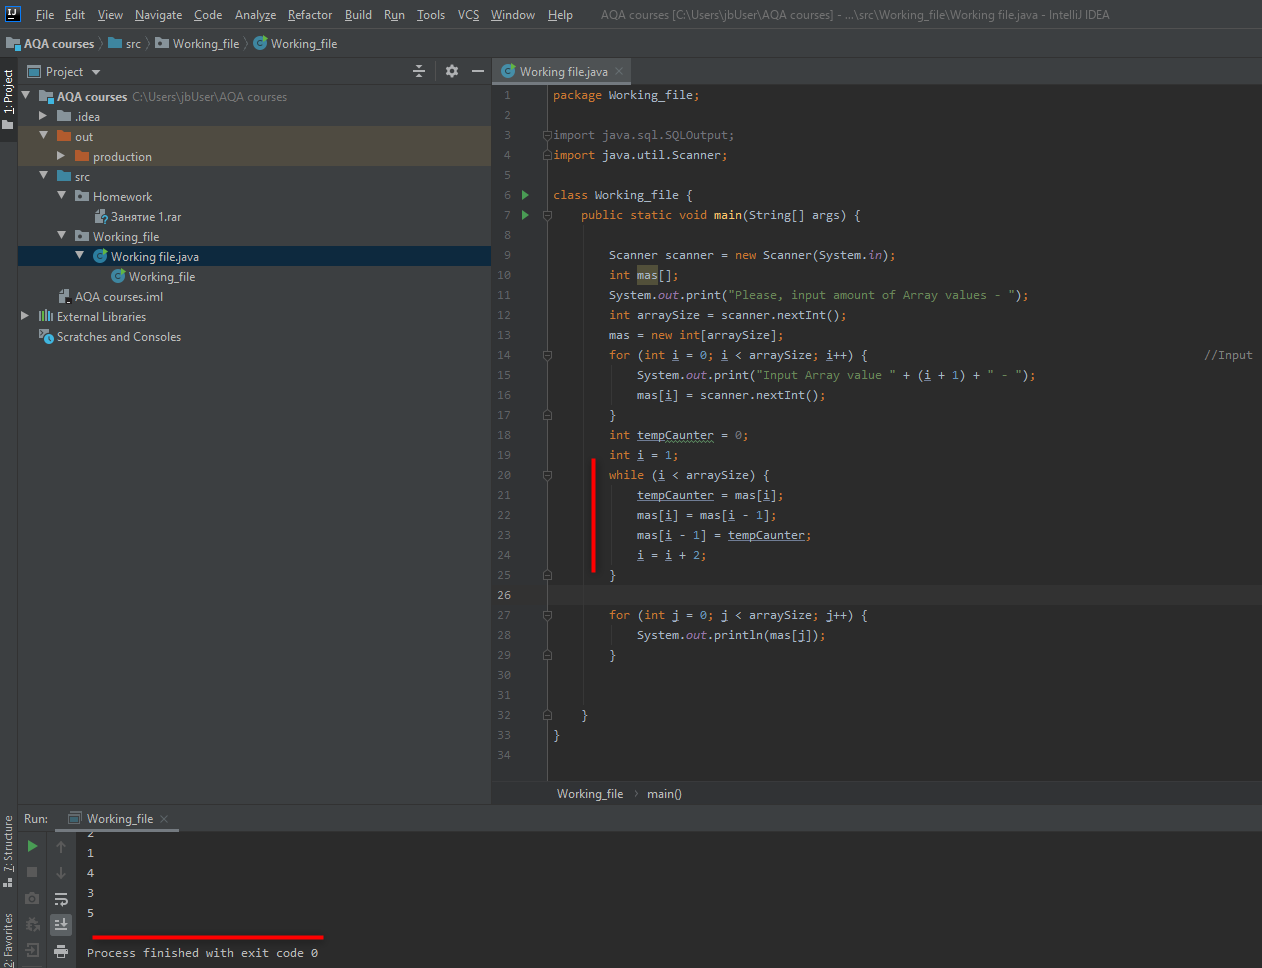 File Edit View Navigate Code Analyze Refactor Build Run Tools VCS Window Help AQA courses [C:\Users\jbUser\AQA courses] - ...\src\Working_file\Working file.java - IntelliJ IDEA
AQA courses src Working_file Working_file
1: Project
Project
AQA courses C:\Users\jbUser\AQA courses
.idea
out
production
src
Homework
Занятие 1.rar
Working_file
Working file.java
Working_file
AQA courses.iml
External Libraries
Scratches and Consoles
Working file.java
1 package Working_file;
2
3 import java.sql.SQLOutput;
4 import java.util.Scanner;
5
6 class Working_file {
7 public static void main(String[] args) {
8
9 Scanner scanner = new Scanner(System.in);
10 int mas[];
11 System.out.print("Please, input amount of Array values - ");
12 int arraySize = scanner.nextInt();
13 mas = new int[arraySize];
14 for (int i = 0; i < arraySize; i++) { //Input
15 System.out.print("Input Array value " + (i + 1) + " - ");
16 mas[i] = scanner.nextInt();
17 }
18 int tempCaunter = 0;
19 int i = 1;
20 while (i < arraySize) {
21 tempCaunter = mas[i];
22 mas[i] = mas[i - 1];
23 mas[i - 1] = tempCaunter;
24 i = i + 2;
25 }
26
27 for (int j = 0; j < arraySize; j++) {
28 System.out.println(mas[j]);
29 }
30
31
32 }
33 }
34
Working_file main()
Run: Working_file
2
1
4
3
5
Process finished with exit code 0
7: Structure
2: Favorites